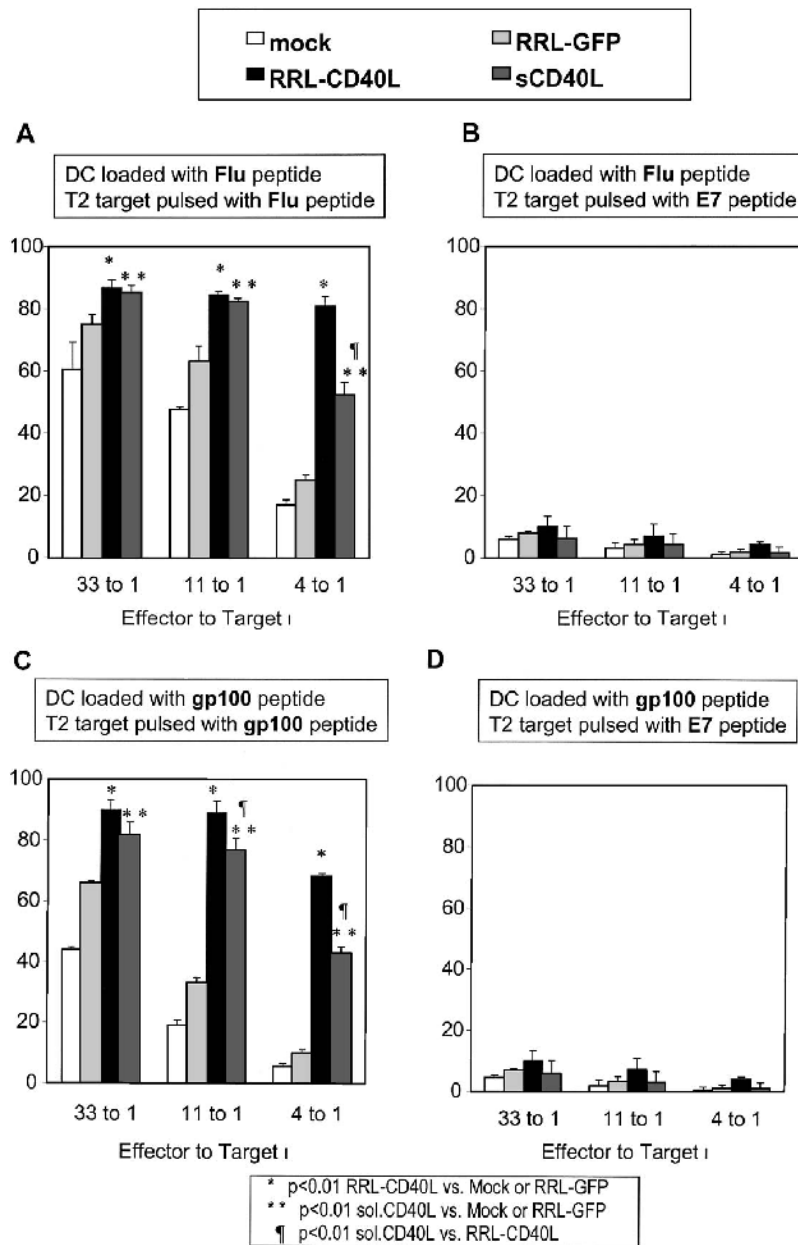 mock RRL-GFP
RRL-CD40L sCD40L
A
DC loaded with Flu peptide
T2 target pulsed with Flu peptide
100
80
60
40
20
0
* ** * ** * ¶ **
33 to 1 11 to 1 4 to 1
Effector to Target ı
B
DC loaded with Flu peptide
T2 target pulsed with E7 peptide
100
80
60
40
20
0
33 to 1 11 to 1 4 to 1
Effector to Target ı
C
DC loaded with gp100 peptide
T2 target pulsed with gp100 peptide
100
80
60
40
20
0
* ** * ¶ ** * ¶ **
33 to 1 11 to 1 4 to 1
Effector to Target ı
D
DC loaded with gp100 peptide
T2 target pulsed with E7 peptide
100
80
60
40
20
0
33 to 1 11 to 1 4 to 1
Effector to Target ı
* p<0.01 RRL-CD40L vs. Mock or RRL-GFP
** p<0.01 sol.CD40L vs. Mock or RRL-GFP
¶ p<0.01 sol.CD40L vs. RRL-CD40L